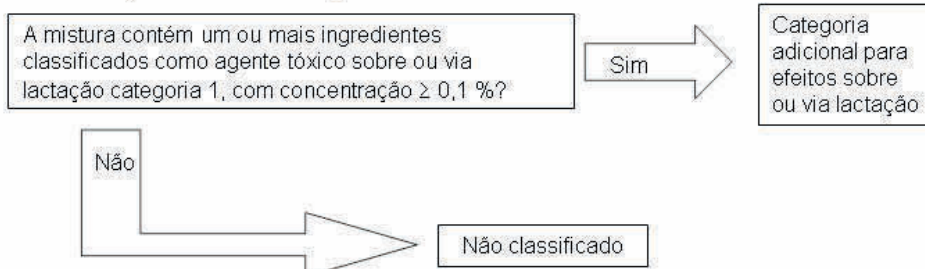 A mistura contém um ou mais ingredientes
classificados como agente tóxico sobre ou via
lactação categoria 1, com concentração ≥ 0,1 %?
Sim
Categoria
adicional para
efeitos sobre
ou via lactação
Não
Não classificado